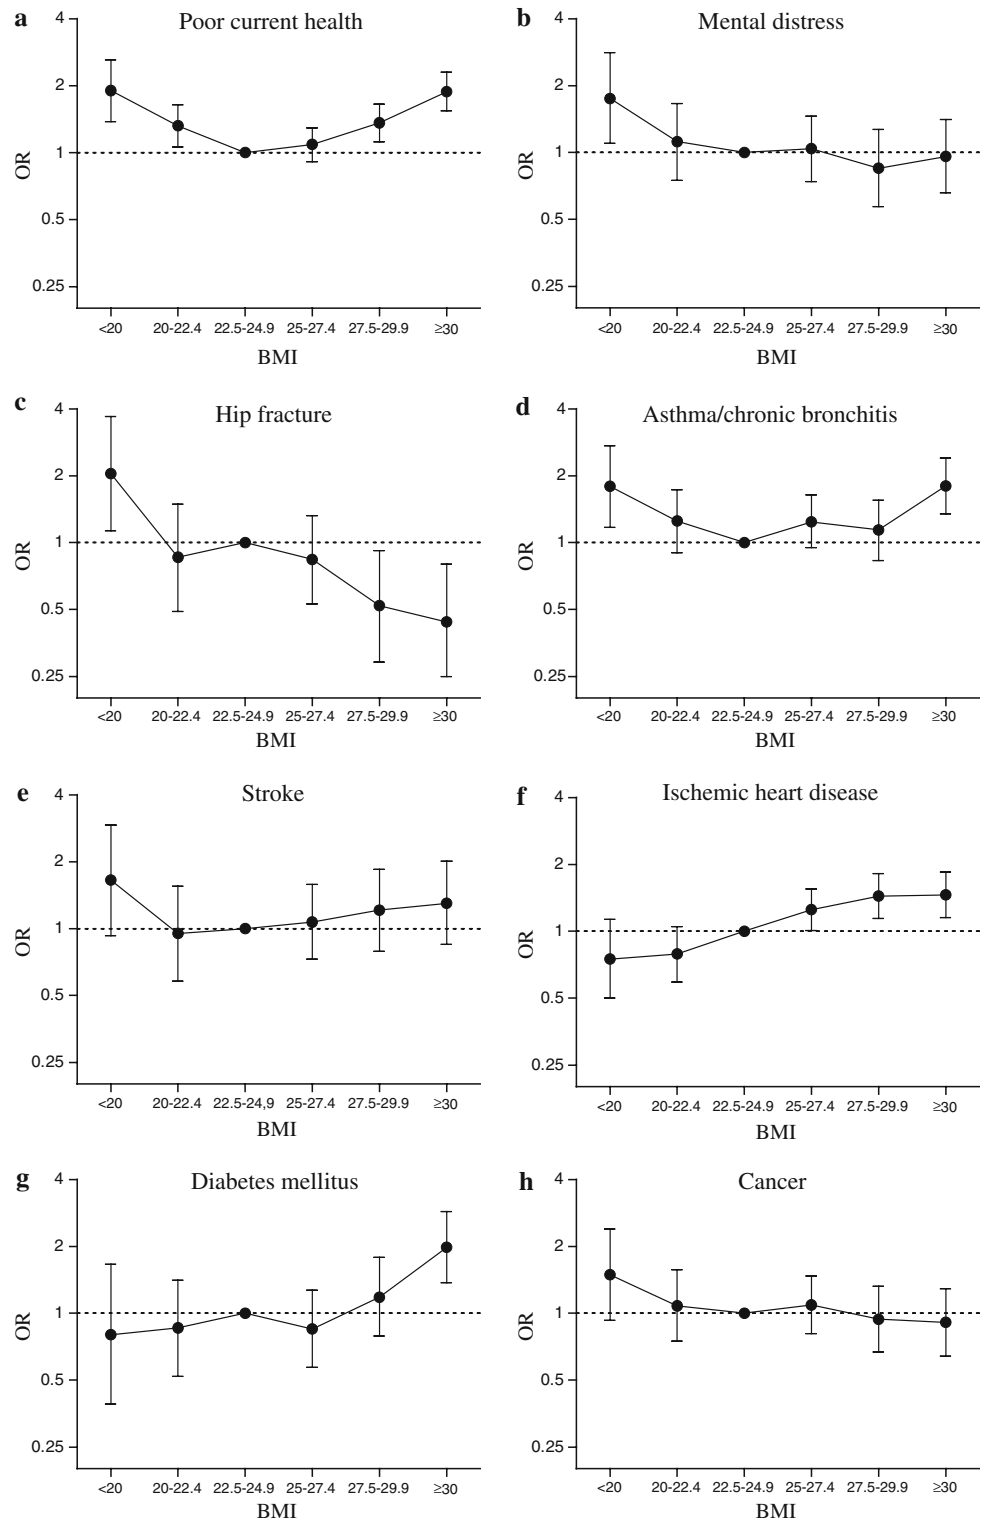 a Poor current health
4
2
1
0.5
0.25
OR
<20 20-22.4 22.5-24.9 25-27.4 27.5-29.9 ≥30
BMI
b Mental distress
4
2
1
0.5
0.25
OR
<20 20-22.4 22.5-24.9 25-27.4 27.5-29.9 ≥30
BMI
c Hip fracture
4
2
1
0.5
0.25
OR
<20 20-22.4 22.5-24.9 25-27.4 27.5-29.9 ≥30
BMI
d Asthma/chronic bronchitis
4
2
1
0.5
0.25
OR
<20 20-22.4 22.5-24.9 25-27.4 27.5-29.9 ≥30
BMI
e Stroke
4
2
1
0.5
0.25
OR
<20 20-22.4 22.5-24,9 25-27.4 27.5-29.9 ≥30
BMI
f Ischemic heart disease
4
2
1
0.5
0.25
OR
<20 20-22.4 22.5-24.9 25-27.4 27.5-29.9 ≥30
BMI
g Diabetes mellitus
4
2
1
0.5
0.25
OR
<20 20-22.4 22.5-24.9 25-27.4 27.5-29.9 ≥30
BMI
h Cancer
4
2
1
0.5
0.25
OR
<20 20-22.4 22.5-24.9 25-27.4 27.5-29.9 ≥30
BMI